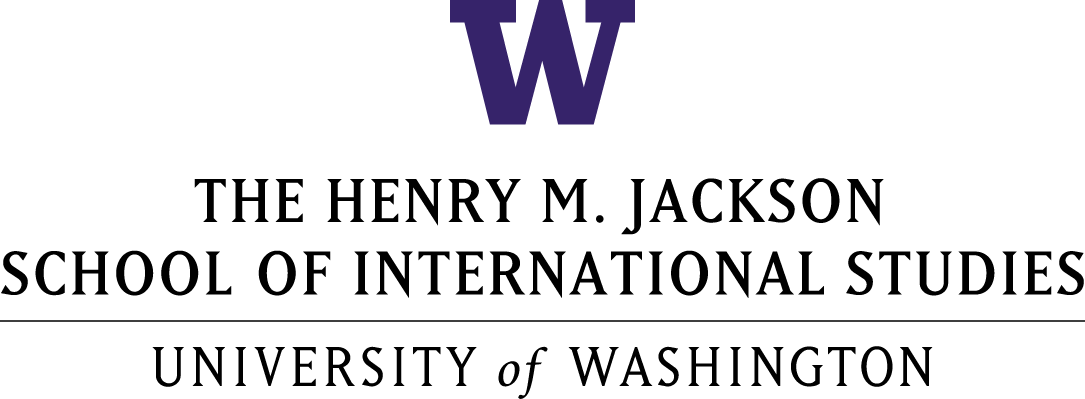 W
THE HENRY M. JACKSON
SCHOOL OF INTERNATIONAL STUDIES
UNIVERSITY of WASHINGTON